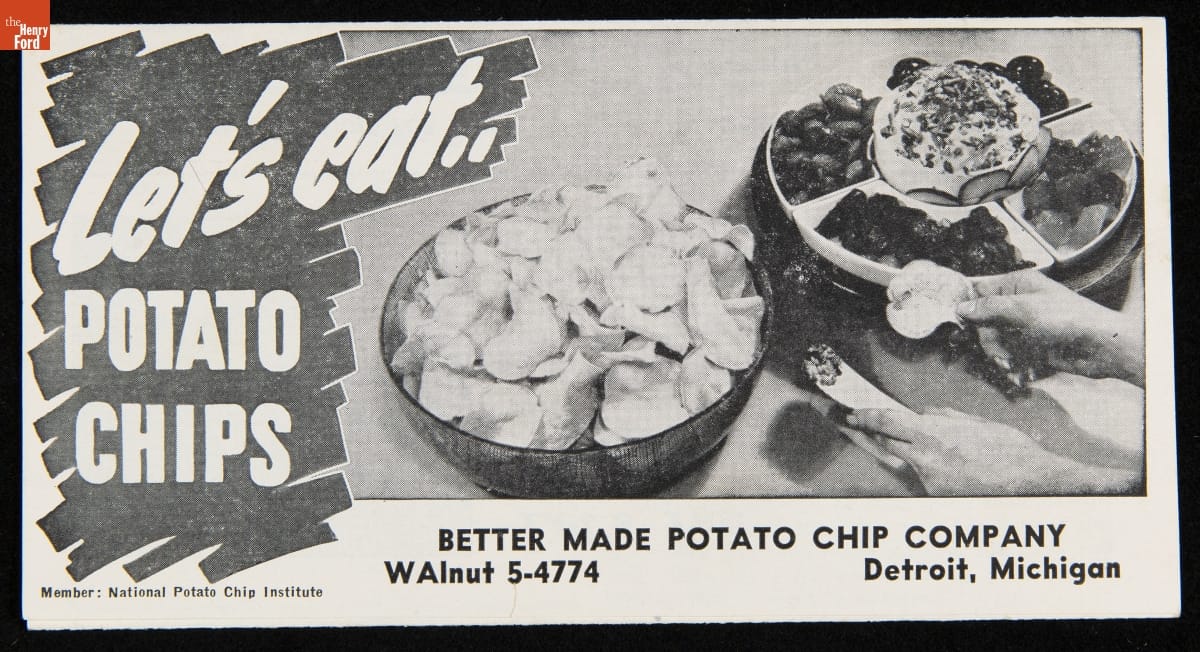 the
Henry
Ford
Let's eat..
POTATO
CHIPS
BETTER MADE POTATO CHIP COMPANY
WAlnut 5-4774
Detroit, Michigan
Member: National Potato Chip Institute